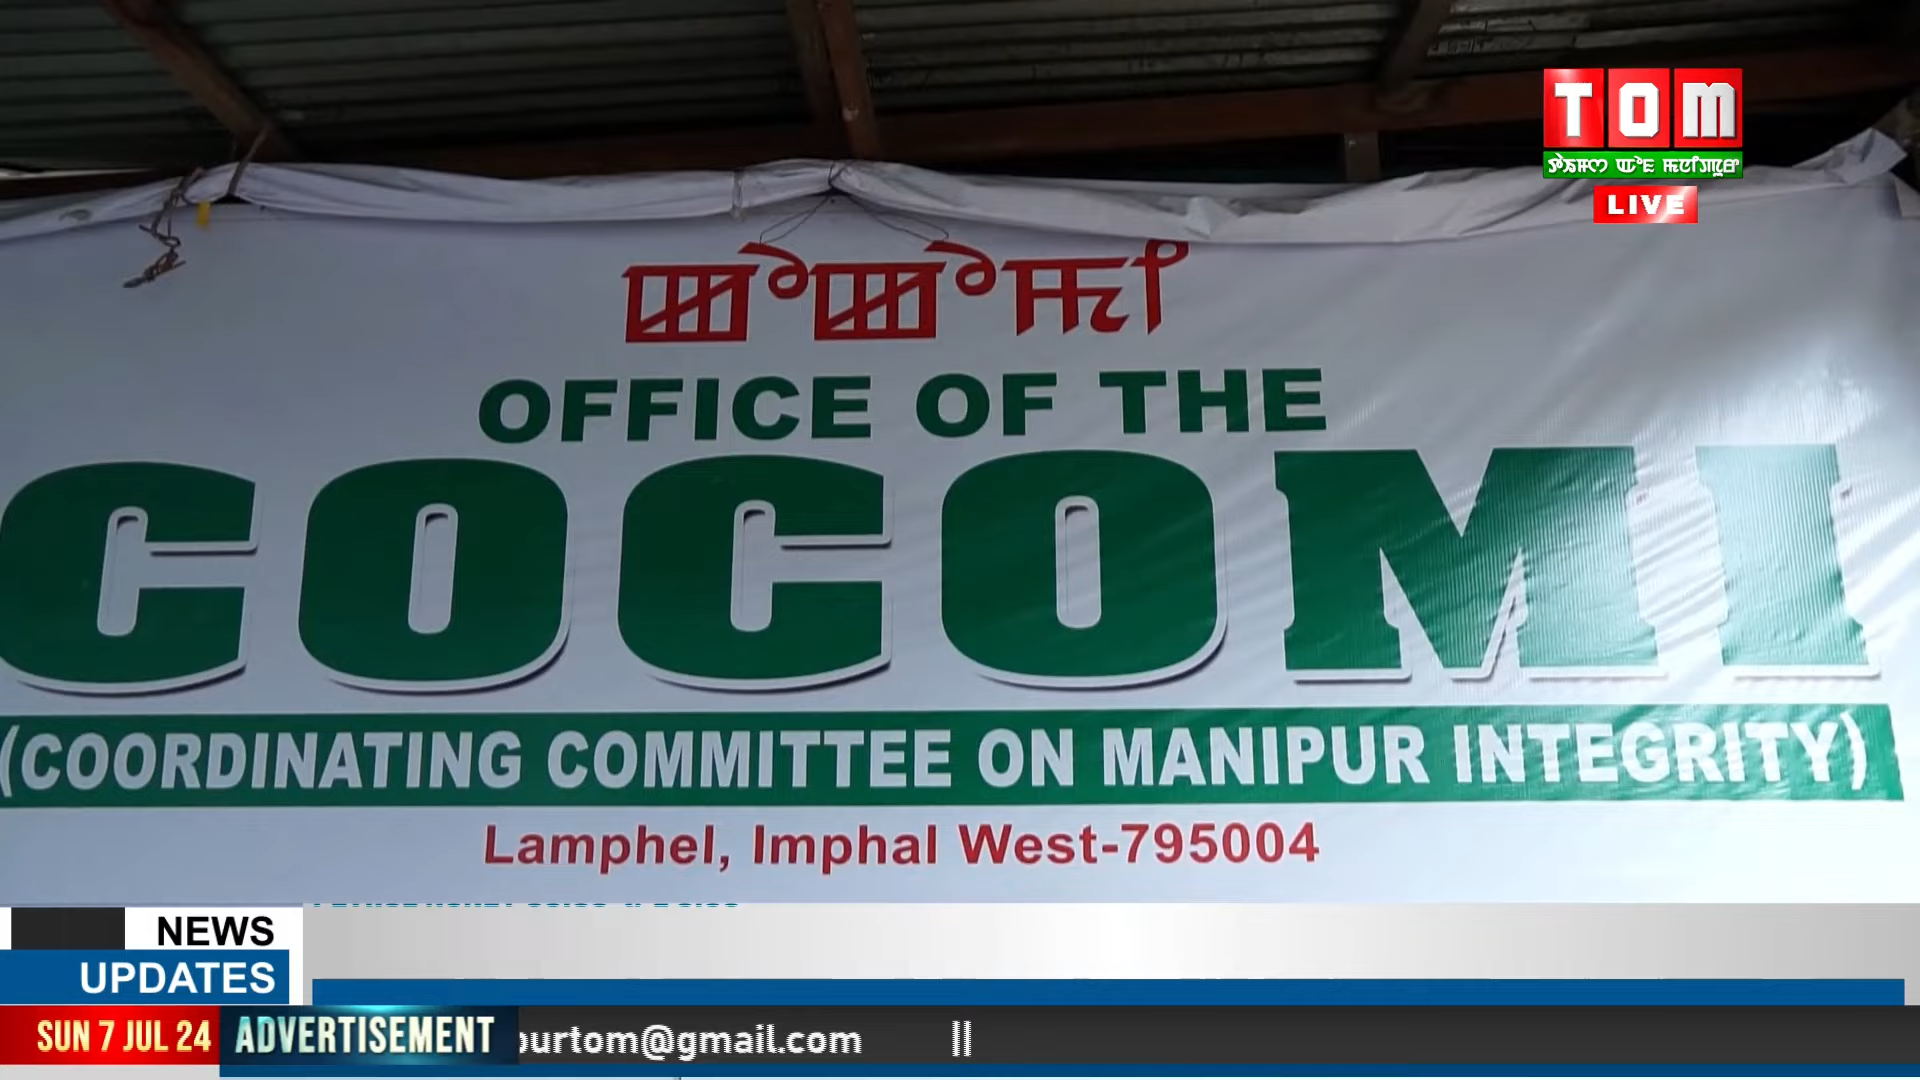 TOM
LIVE
ꯀꯣꯀꯣꯃꯤ
OFFICE OF THE
COCOMI
(COORDINATING COMMITTEE ON MANIPUR INTEGRITY)
Lamphel, Imphal West-795004
NEWS
UPDATES
SUN 7 JUL 24 ADVERTISEMENT purtom@gmail.com ||